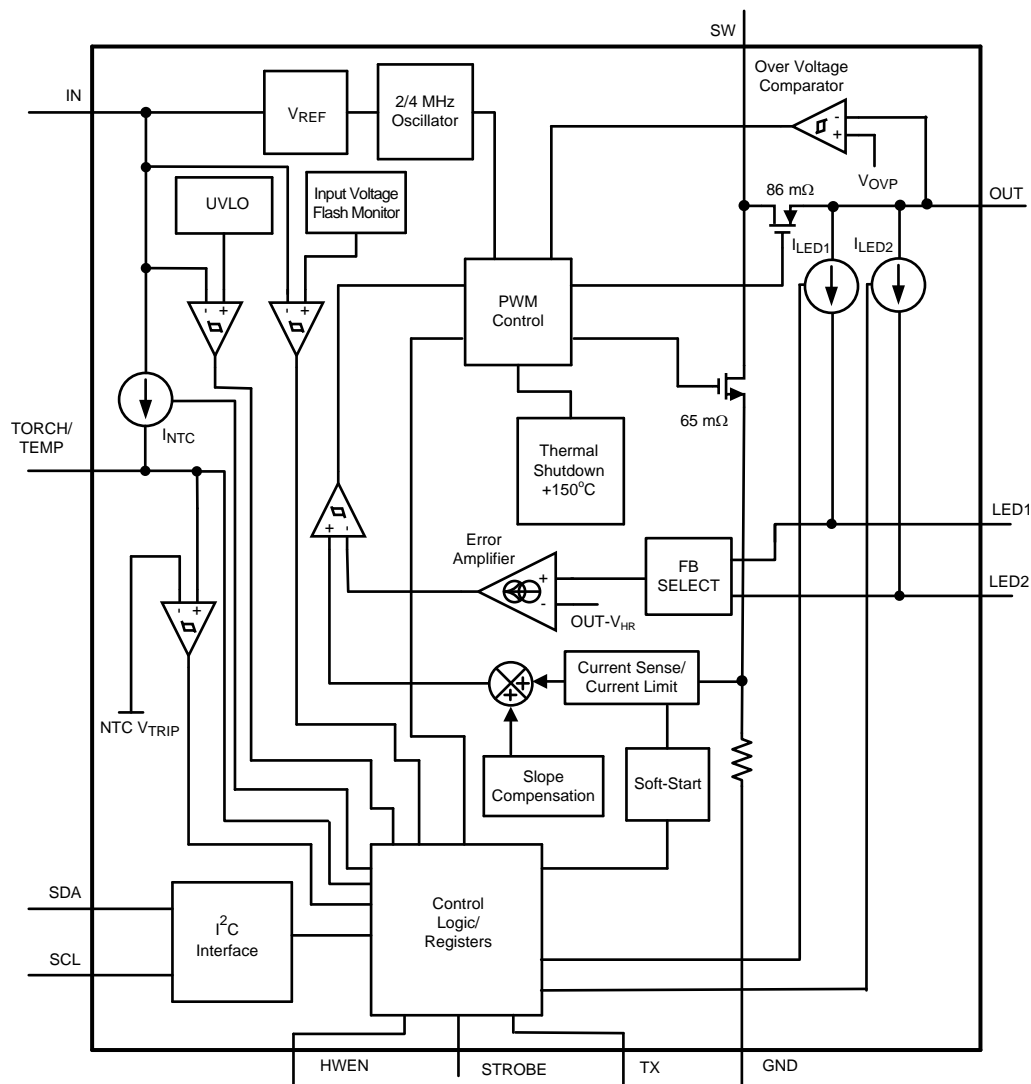 SW
Over Voltage
Comparator
IN
VREF
2/4 MHz
Oscillator
-
+
VOVP
UVLO
Input Voltage
Flash Monitor
86 mΩ
OUT
ILED1
ILED2
- +
- +
PWM
Control
INTC
65 mΩ
TORCH/
TEMP
Thermal
Shutdown
+150°C
+ -
LED1
Error
Amplifier
FB
SELECT
+
-
LED2
OUT-VHR
- +
Current Sense/
Current Limit
+
+
NTC VTRIP
Slope
Compensation
Soft-Start
SDA
I2C
Interface
Control
Logic/
Registers
SCL
HWEN
STROBE
TX
GND